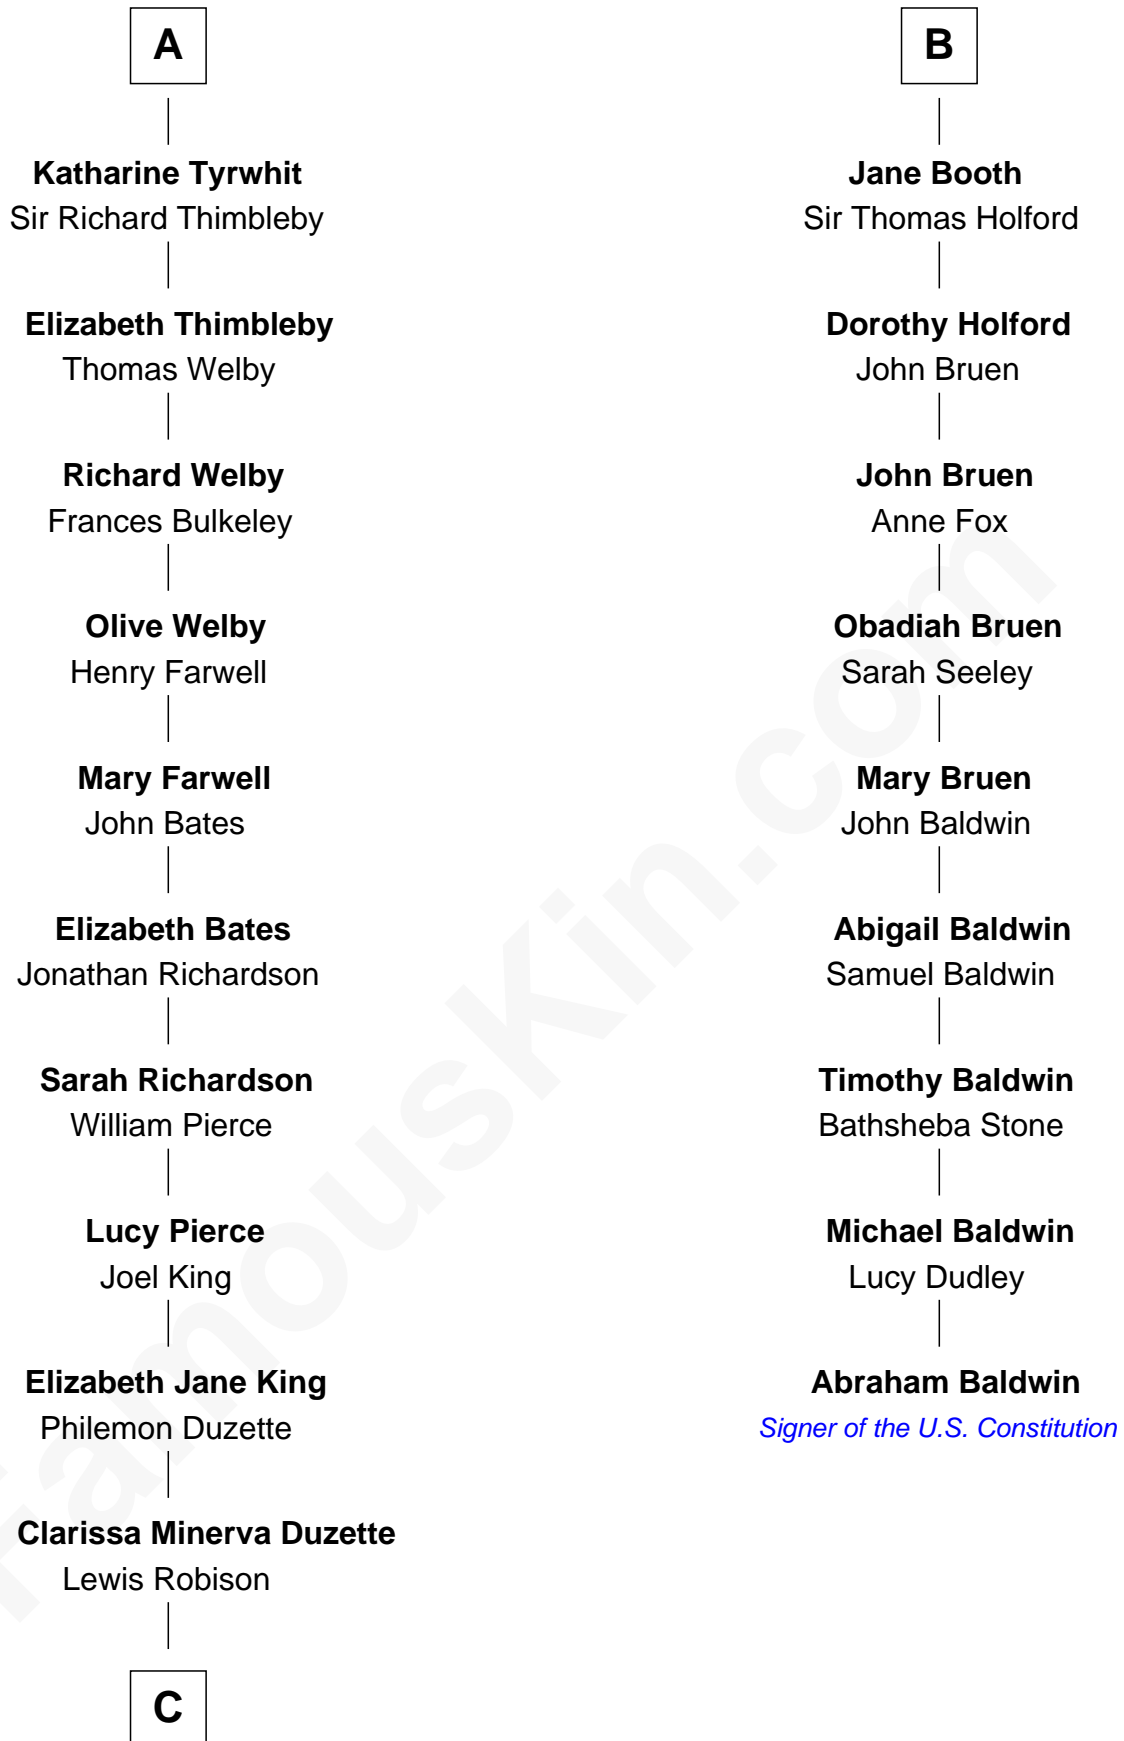 A
Katharine Tyrwhit
Sir Richard Thimbleby
Elizabeth Thimbleby
Thomas Welby
Richard Welby
Frances Bulkeley
Olive Welby
Henry Farwell
Mary Farwell
John Bates
Elizabeth Bates
Jonathan Richardson
Sarah Richardson
William Pierce
Lucy Pierce
Joel King
Elizabeth Jane King
Philemon Duzette
Clarissa Minerva Duzette
Lewis Robison
C
B
Jane Booth
Sir Thomas Holford
Dorothy Holford
John Bruen
John Bruen
Anne Fox
Obadiah Bruen
Sarah Seeley
Mary Bruen
John Baldwin
Abigail Baldwin
Samuel Baldwin
Timothy Baldwin
Bathsheba Stone
Michael Baldwin
Lucy Dudley
Abraham Baldwin
Signer of the U.S. Constitution
FamousKin.com